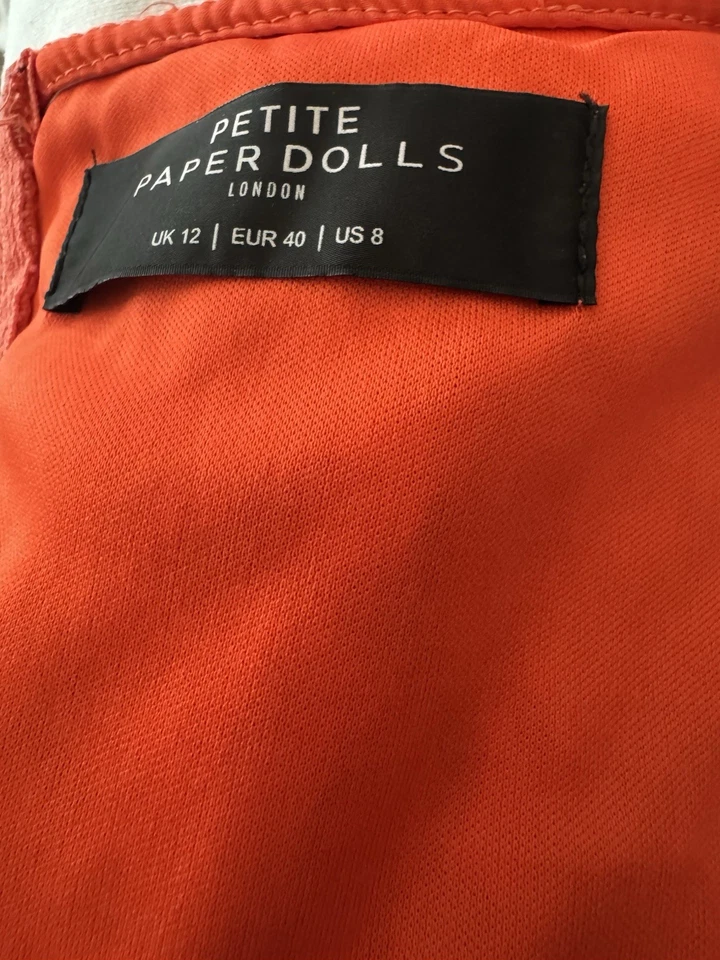 PETITE
PAPER DOLLS
LONDON
UK 12 | EUR 40 | US 8